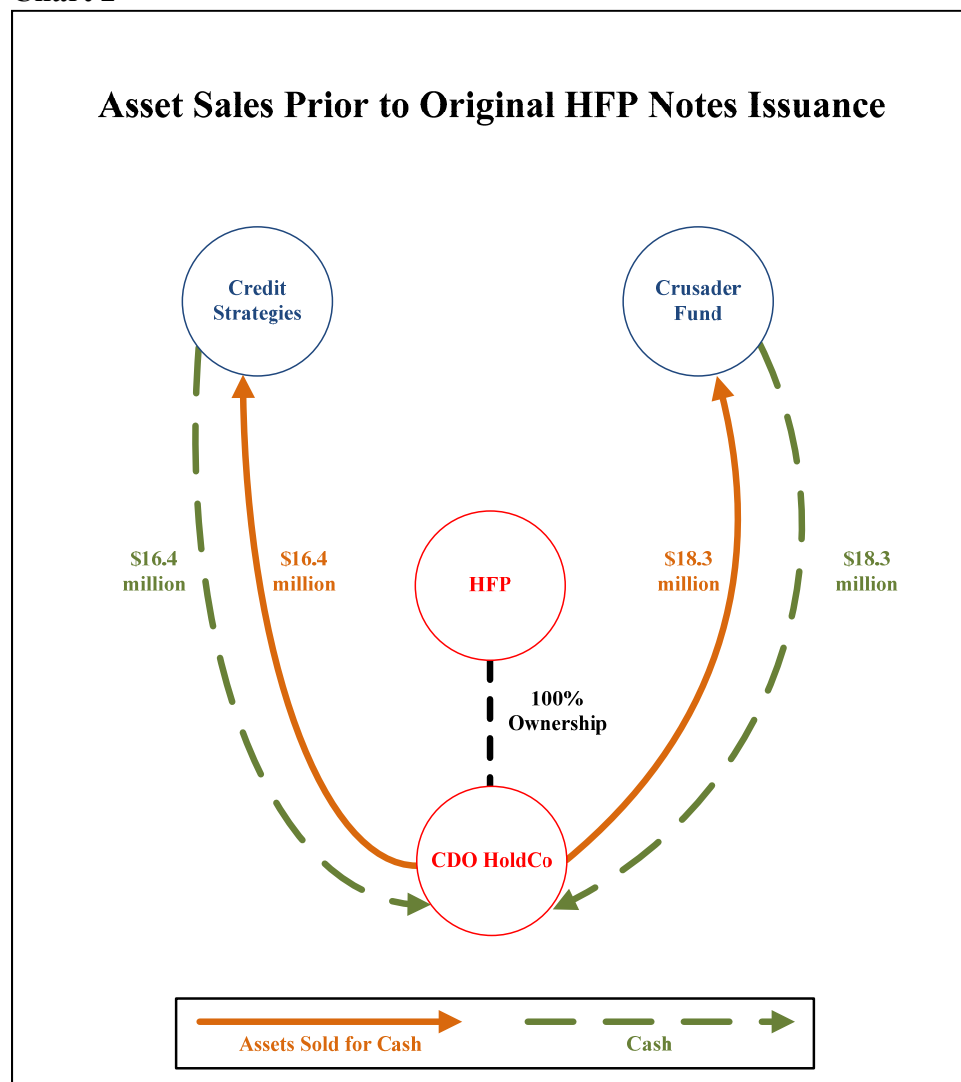 Asset Sales Prior to Original HFP Notes Issuance
Credit
Strategies
Crusader
Fund
$16.4
million
$16.4
million
HFP
$18.3
million
$18.3
million
100%
Ownership
CDO HoldCo
Assets Sold for Cash
Cash